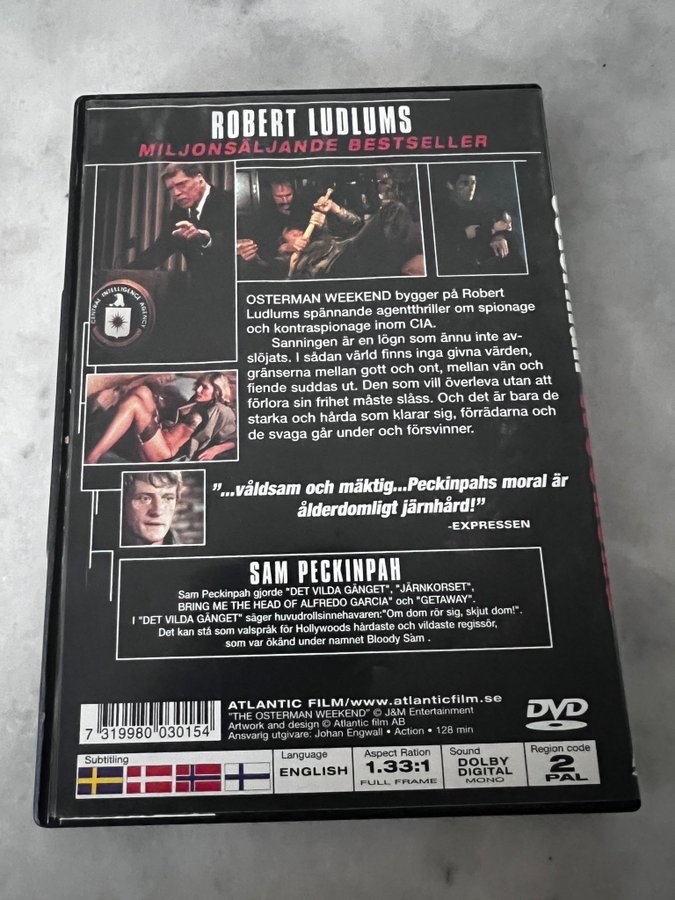 ROBERT LUDLUMS
MILJONSÄLJANDE BESTSELLER
CENTRAL INTELLIGENCE AGENCY
OSTERMAN WEEKEND bygger på Robert
Ludlums spännande agentthriller om spionage
och kontraspionage inom CIA.
Sanningen är en lögn som ännu inte av-
slöjats. I sådan värld finns inga givna värden,
gränserna mellan gott och ont, mellan vän och
fiende suddas ut. Den som vill överleva utan att
förlora sin frihet måste slåss. Och det är bara de
starka och hårda som klarar sig, förrädarna och
de svaga går under och försvinner.
"...våldsam och mäktig...Peckinpahs moral är
ålderdomligt järnhård!"
-EXPRESSEN
SAM PECKINPAH
Sam Peckinpah gjorde "DET VILDA GÄNGET", "JÄRNKORSET",
BRING ME THE HEAD OF ALFREDO GARCIA" och "GETAWAY".
I "DET VILDA GÄNGET" säger huvudrollsinnehavaren:"Om dom rör sig, skjut dom!".
Det kan stå som valspråk för Hollywoods hårdaste och vildaste regissör,
som var ökänd under namnet Bloody Sam .
7 319980 030154
ATLANTIC FILM/www.atlanticfilm.se
"THE OSTERMAN WEEKEND" © J&M Entertainment
Artwork and design © Atlantic film AB
Ansvarig utgivare: Johan Engwall • Action • 128 min
DVD
Subtitling
Language
ENGLISH
Aspect Ration
1.33:1
FULL FRAME
Sound
DOLBY
DIGITAL
MONO
Region code
2
PAL